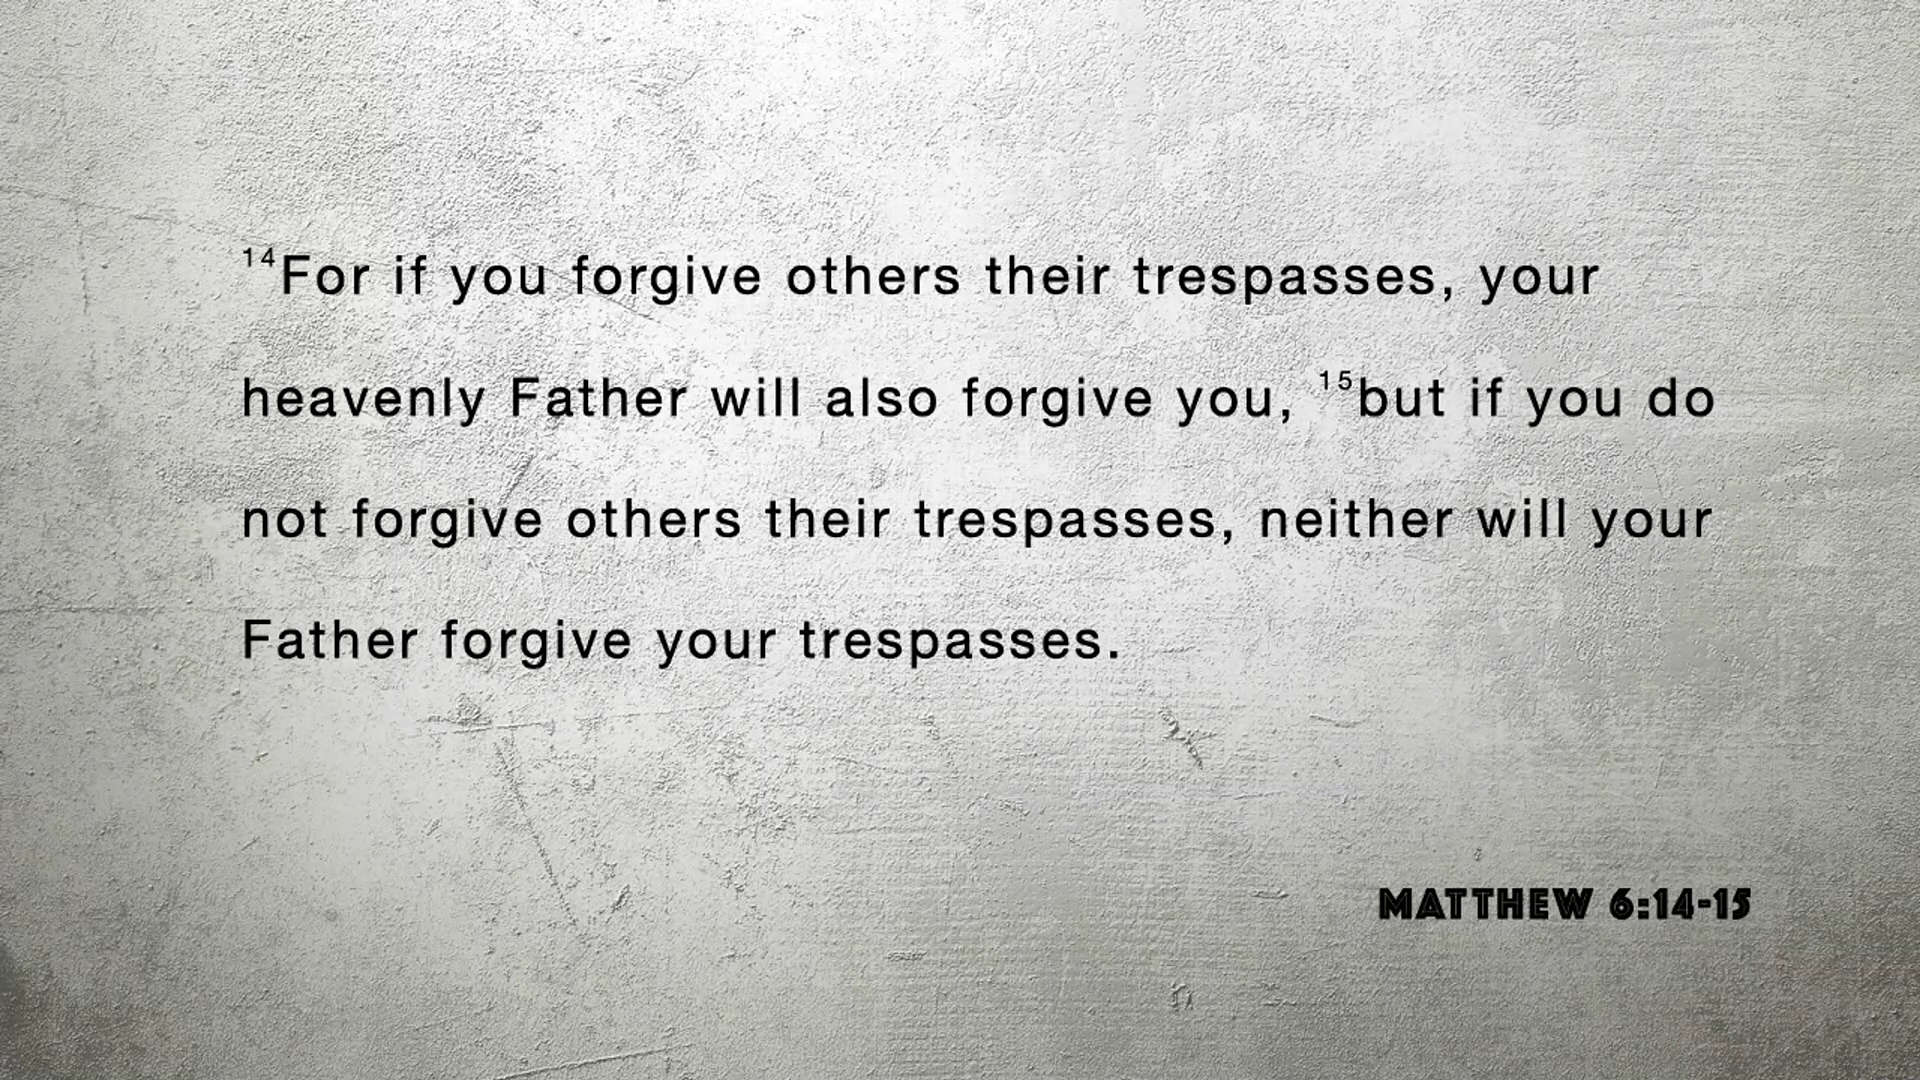 ¹⁴For if you forgive others their trespasses, your
heavenly Father will also forgive you, ¹⁵but if you do
not forgive others their trespasses, neither will your
Father forgive your trespasses.
MATTHEW 6:14-15